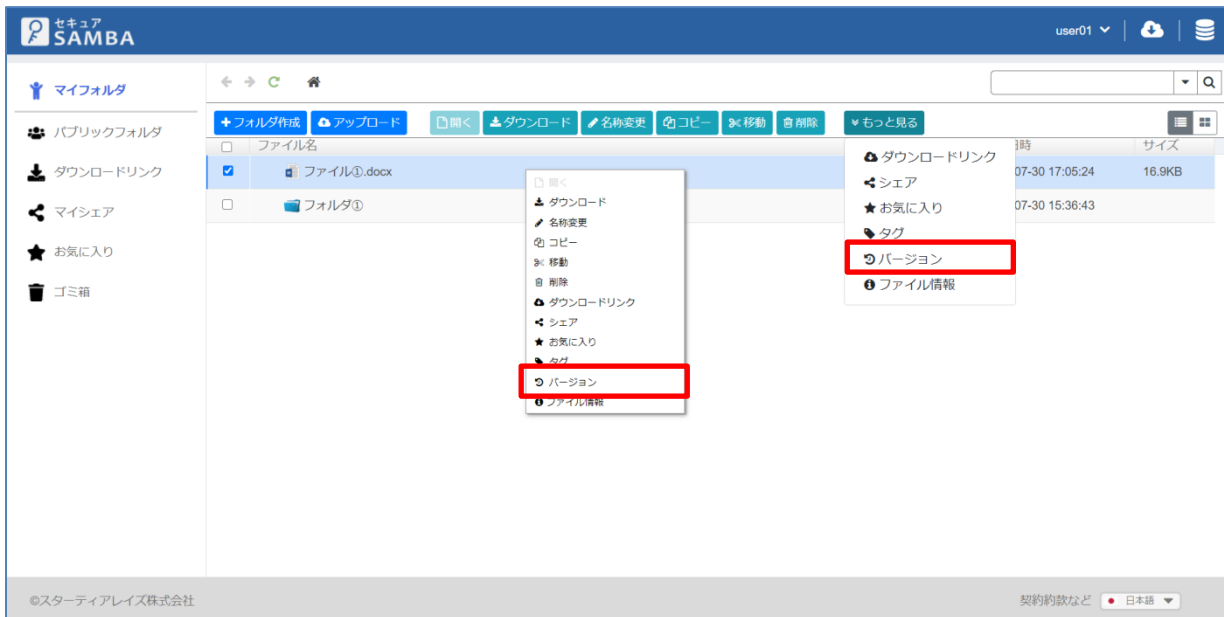 セキュア
SAMBA
user01
マイフォルダ
パブリックフォルダ
ダウンロードリンク
マイシェア
お気に入り
ゴミ箱
フォルダ作成 アップロード 開く ダウンロード 名称変更 コピー 移動 削除 もっと見る
ファイル名 日時 サイズ
ファイル①.docx 07-30 17:05:24 16.9KB
フォルダ① 07-30 15:36:43
開く
ダウンロード
名称変更
コピー
移動
削除
ダウンロードリンク
シェア
お気に入り
タグ
バージョン
ファイル情報
ダウンロードリンク
シェア
お気に入り
タグ
バージョン
ファイル情報
©スターティアレイズ株式会社
契約約款など 日本語